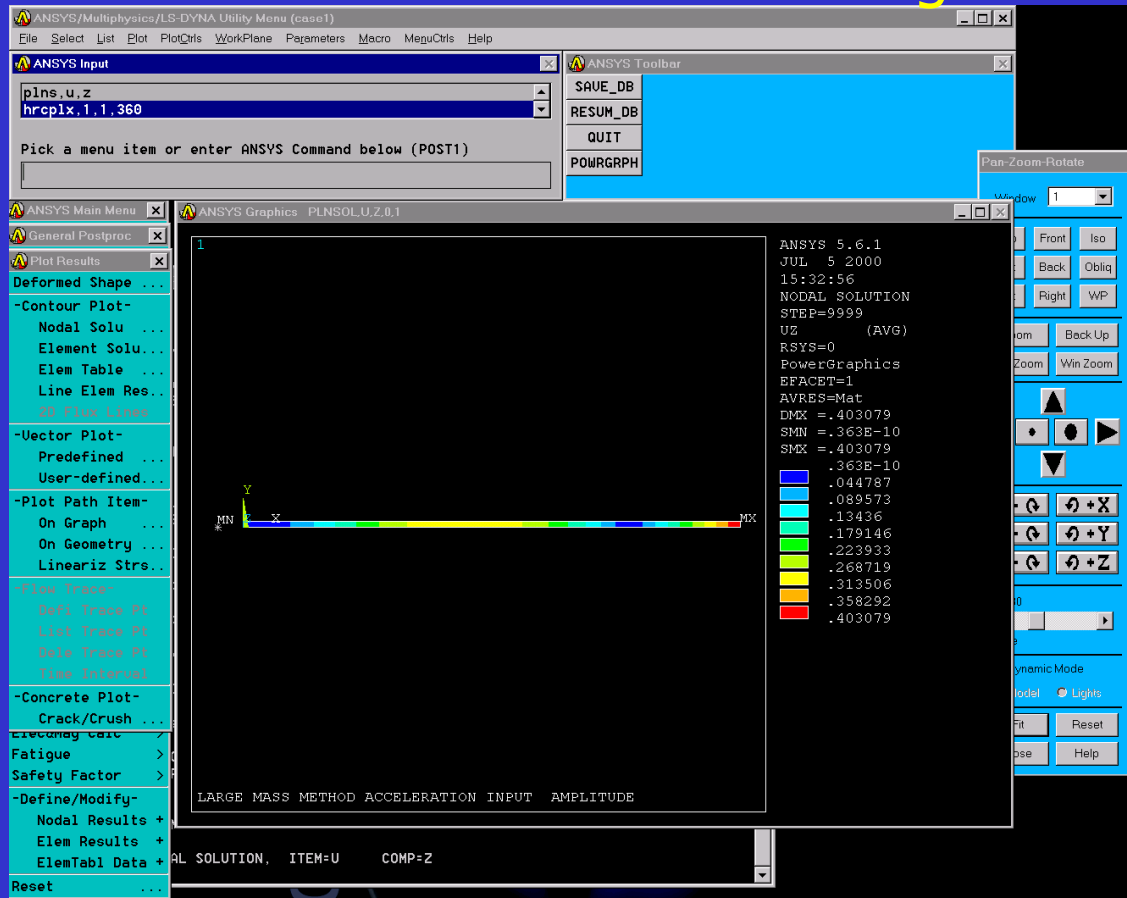 ANSYS/Multiphysics/LS-DYNA Utility Menu (case1)
File Select List Plot PlotCtrls WorkPlane Parameters Macro MenuCtrls Help
ANSYS Input
plns,u,z
hrcplx,1,1,360
Pick a menu item or enter ANSYS Command below (POST1)
ANSYS Toolbar
SAVE_DB
RESUM_DB
QUIT
POWRGRPH
Pan-Zoom-Rotate
Window 1
Front Iso
Back Obliq
Right WP
Back Up
Zoom Win Zoom
+X
+Y
+Z
Lights
Fit Reset
Help
ANSYS Main Menu
General Postproc
Plot Results
Deformed Shape ...
-Contour Plot-
Nodal Solu ...
Element Solu...
Elem Table ...
Line Elem Res..
2D Flux Lines
-Vector Plot-
Predefined ...
User-defined...
-Plot Path Item-
On Graph ...
On Geometry ...
Lineariz Strs..
-Flow Trace-
Defi Trace Pt
List Trace Pt
Dele Trace Pt
Time Interval
-Concrete Plot-
Crack/Crush ...
Elec&Mag Calc >
Fatigue >
Safety Factor >
-Define/Modify-
Nodal Results +
Elem Results +
ElemTabl Data +
Reset ...
ANSYS Graphics PLNSOL,U,Z,0,1
1
ANSYS 5.6.1
JUL 5 2000
15:32:56
NODAL SOLUTION
STEP=9999
UZ (AVG)
RSYS=0
PowerGraphics
EFACET=1
AVRES=Mat
DMX =.403079
SMN =.363E-10
SMX =.403079
.363E-10
.044787
.089573
.13436
.179146
.223933
.268719
.313506
.358292
.403079
Y
MN X MX
LARGE MASS METHOD ACCELERATION INPUT AMPLITUDE
AL SOLUTION, ITEM=U COMP=Z